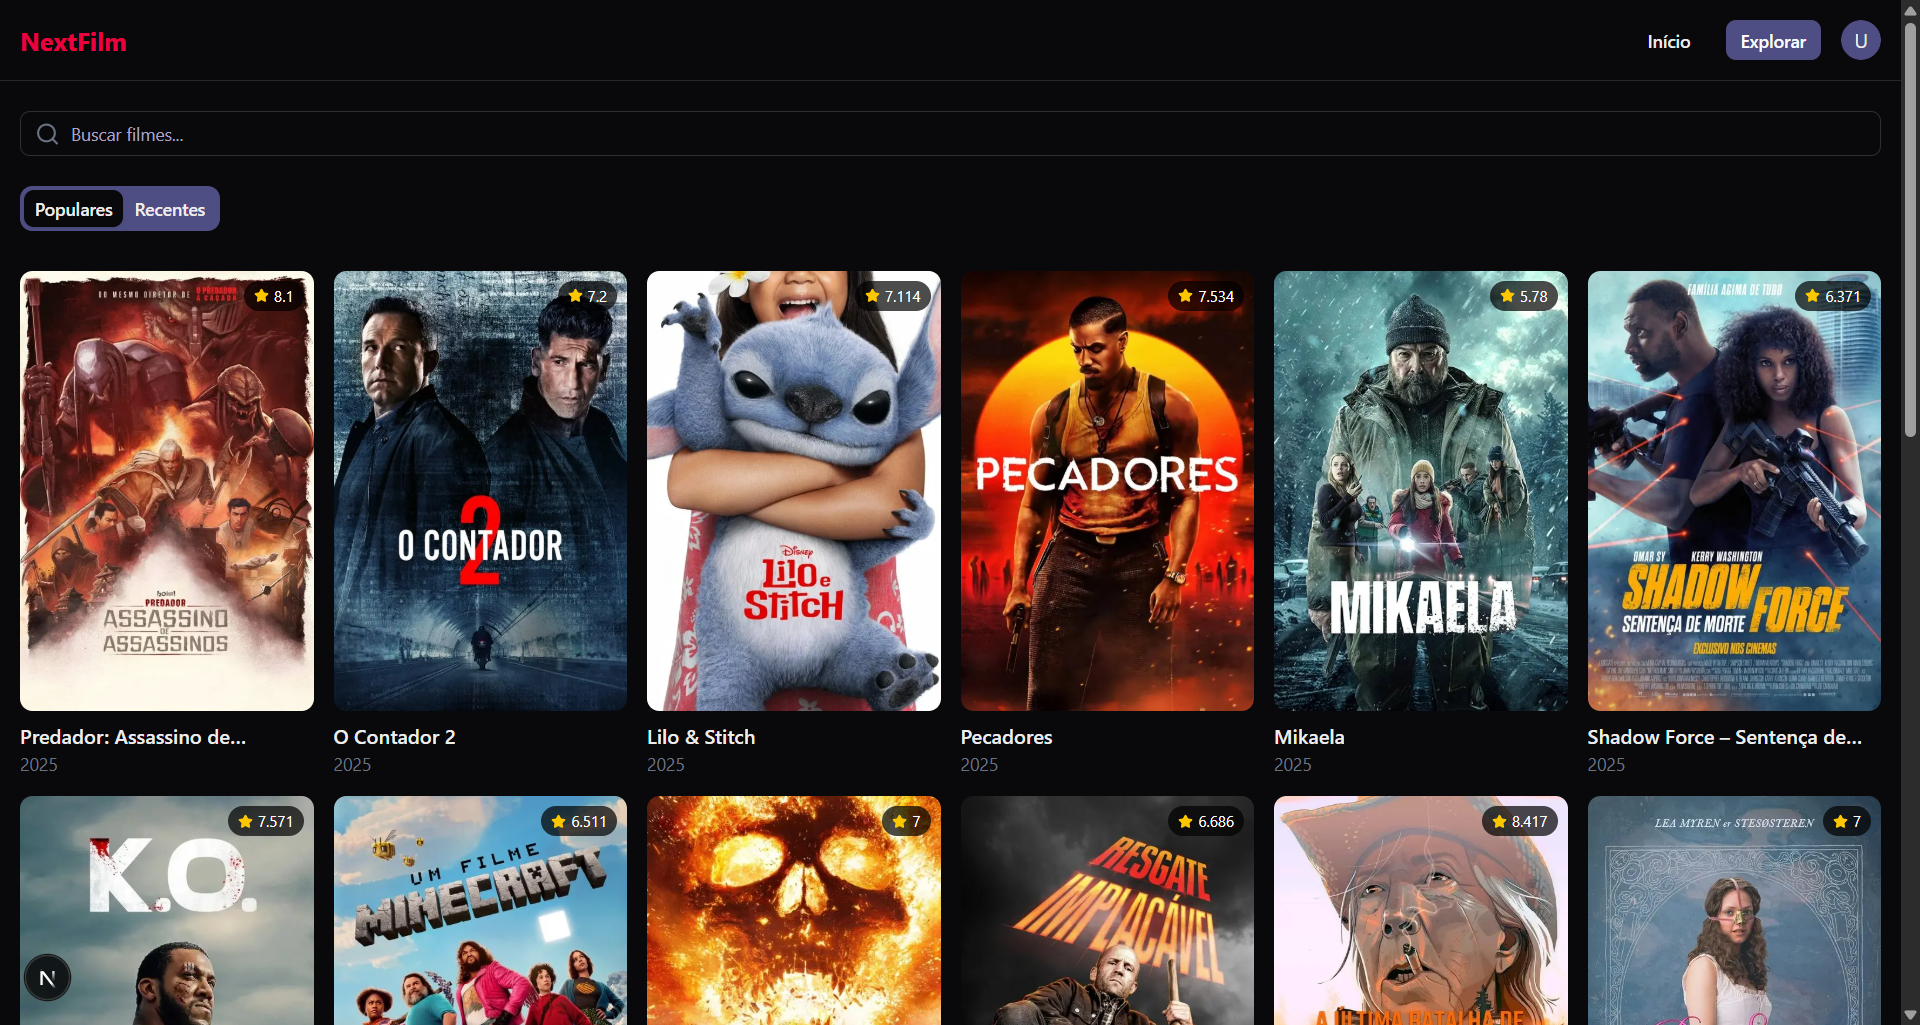 NextFilm
Início
Explorar
U
Buscar filmes...
Populares
Recentes
DO MESMO DIRETOR DE O PREDADOR A CAÇADA
8.1
PREDADOR
ASSASSINO
DE
ASSASSINOS
7.2
2
O CONTADOR
7.114
Disney
Lilo e
Stitch
7.534
PECADORES
5.78
MIKAELA
FAMÍLIA ACIMA DE TUDO
6.371
OMAR SY KERRY WASHINGTON
SHADOW FORCE
SENTENÇA DE MORTE
EXCLUSIVO NOS CINEMAS
Predador: Assassino de...
2025
O Contador 2
2025
Lilo & Stitch
2025
Pecadores
2025
Mikaela
2025
Shadow Force – Sentença de...
2025
7.571
K.O.
N
6.511
UM FILME
MINECRAFT
7
6.686
RESGATE
IMPLACÁVEL
8.417
A ÚLTIMA BATALHA DE
LEA MYREN er STESØSTEREN
7